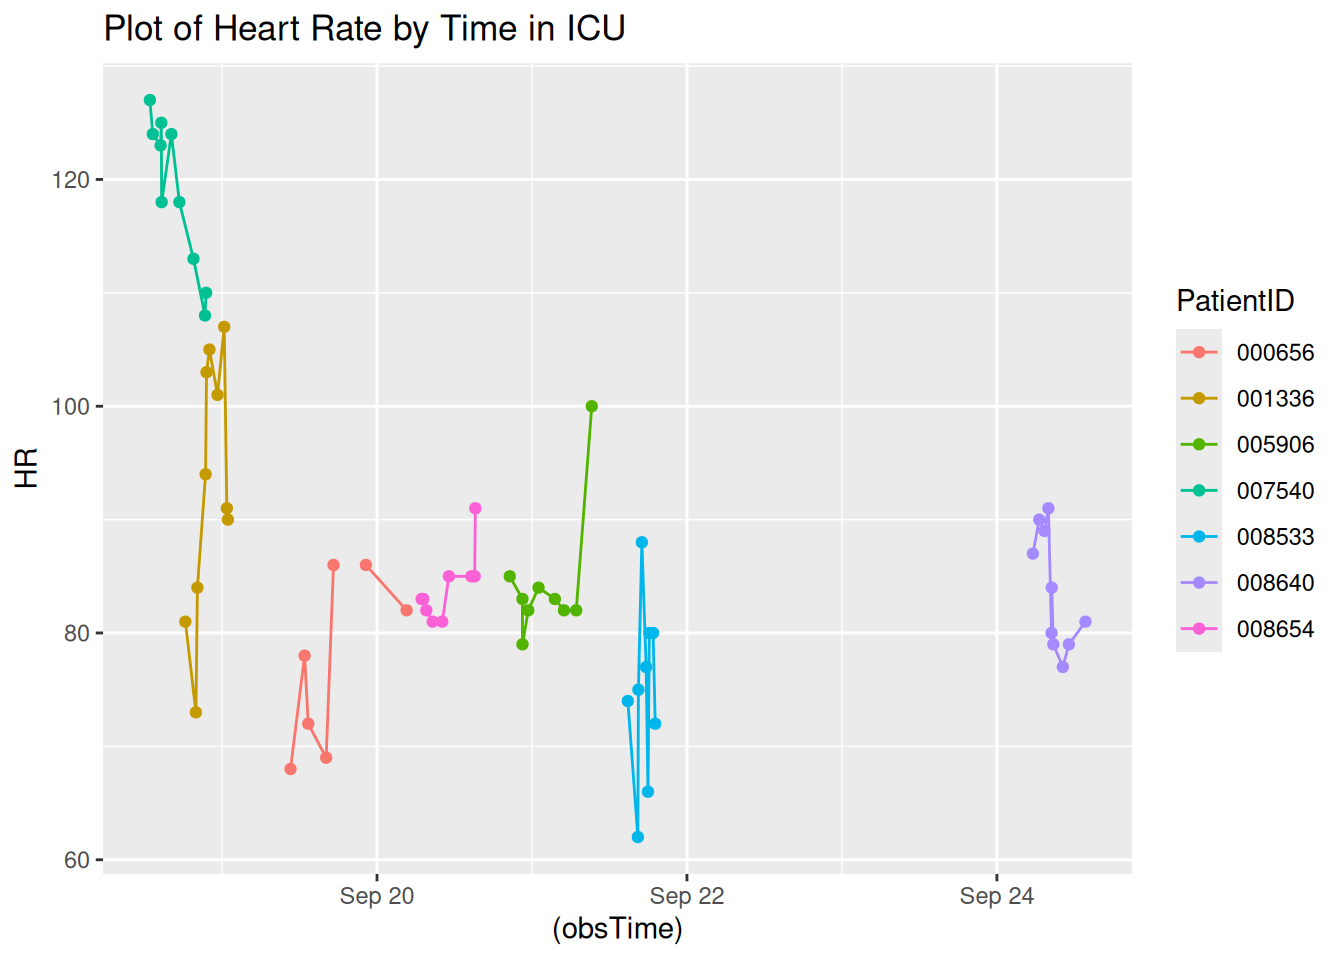 Plot of Heart Rate by Time in ICU
120
100
80
60
HR
Sep 20
Sep 22
Sep 24
(obsTime)
PatientID
000656
001336
005906
007540
008533
008640
008654